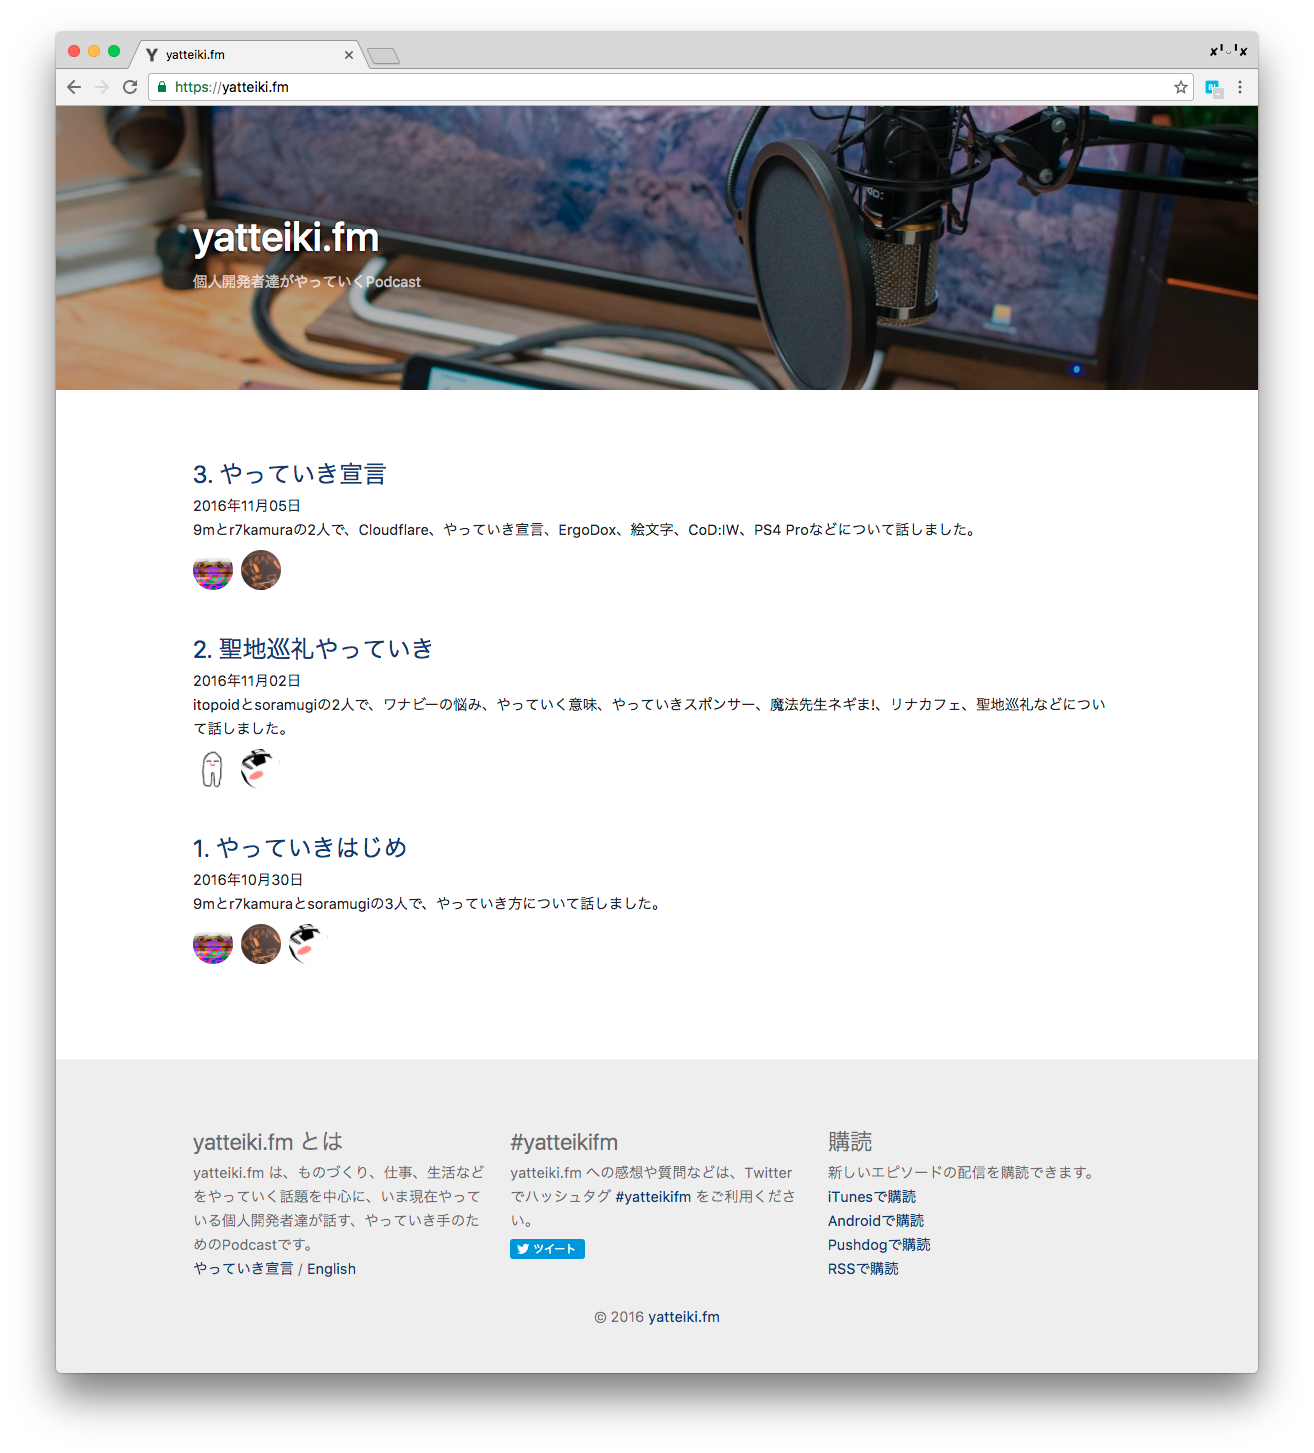 yatteiki.fm
https://yatteiki.fm
yatteiki.fm
個人開発者達がやっていくPodcast
3. やっていき宣言
2016年11月05日
9mとr7kamuraの2人で、Cloudflare、やっていき宣言、ErgoDox、絵文字、CoD:IW、PS4 Proなどについて話しました。
2. 聖地巡礼やっていき
2016年11月02日
itopoidとsoramugiの2人で、ワナビーの悩み、やっていく意味、やっていきスポンサー、魔法先生ネギま!、リナカフェ、聖地巡礼などについ
て話しました。
1. やっていきはじめ
2016年10月30日
9mとr7kamuraとsoramugiの3人で、やっていき方について話しました。
yatteiki.fm とは
yatteiki.fm は、ものづくり、仕事、生活など
をやっていく話題を中心に、いま現在やって
いる個人開発者達が話す、やっていき手のた
めのPodcastです。
やっていき宣言 / English
#yatteikifm
yatteiki.fm への感想や質問などは、Twitter
でハッシュタグ #yatteikifm をご利用くださ
い。
ツイート
購読
新しいエピソードの配信を購読できます。
iTunesで購読
Androidで購読
Pushdogで購読
RSSで購読
© 2016 yatteiki.fm